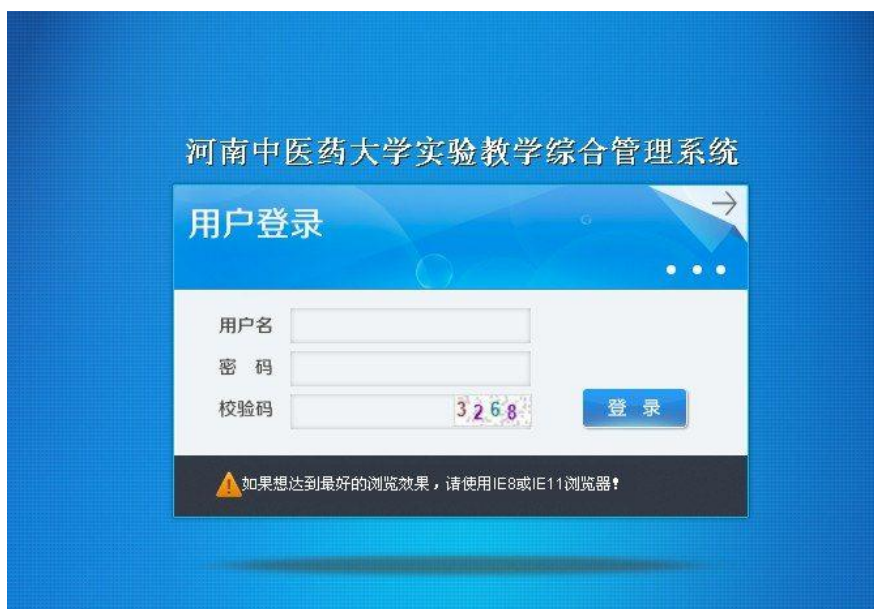 河南中医药大学实验教学综合管理系统
用户登录
用户名
密 码
校验码 3268 登 录
如果想达到最好的浏览效果，请使用IE8或IE11浏览器！